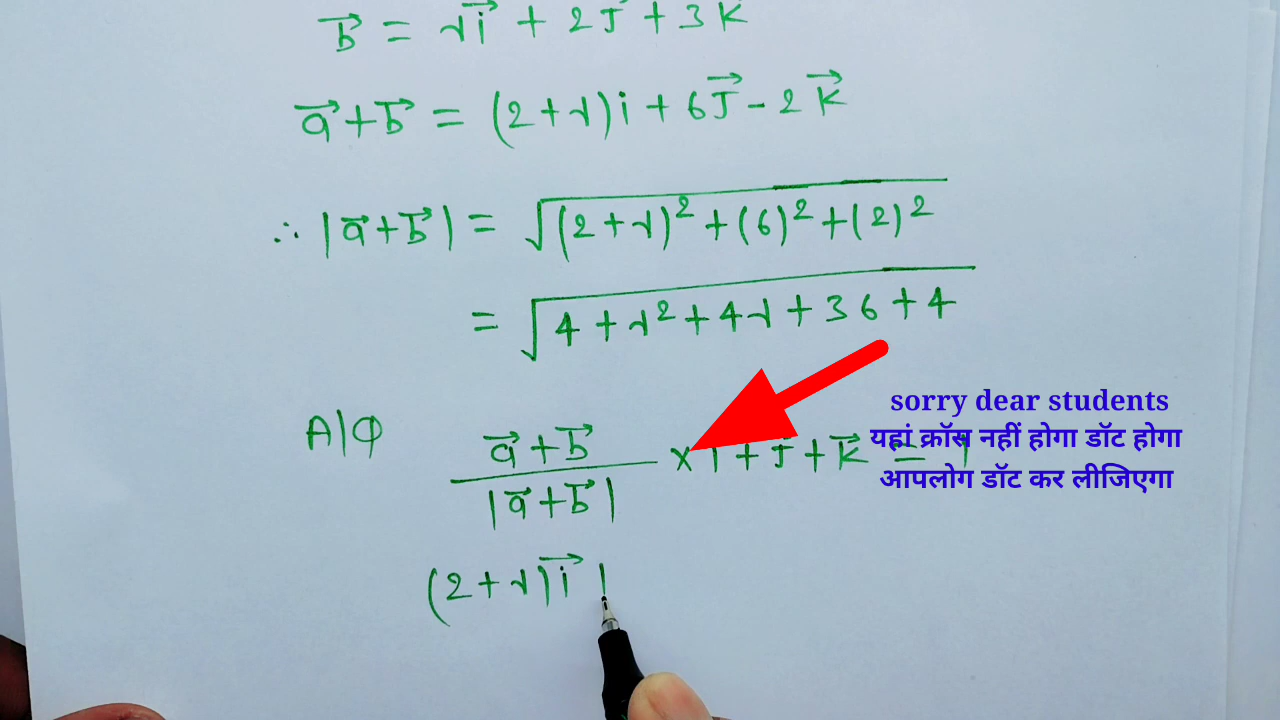 b⃗ = λi⃗ + 2J⃗ + 3K⃗
a⃗ + b⃗ = (2+λ)i + 6J⃗ - 2K⃗
∴ |a⃗+b⃗| = √(2+λ)² + (6)² + (2)²
= √4 + λ² + 4λ + 36 + 4
sorry dear students
A|Q a⃗+b⃗ / |a⃗+b⃗| × i + J⃗ + K⃗ = 1
यहां क्रॉस नहीं होगा डॉट होगा
आपलोग डॉट कर लीजिएगा
(2+λ)i⃗